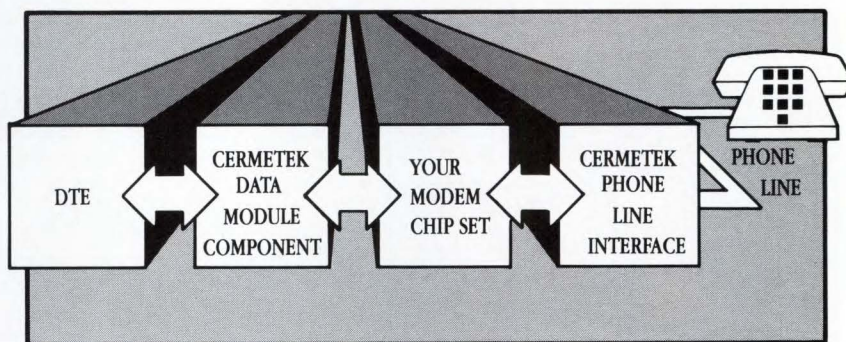 DTE
CERMETEK
DATA
MODULE
COMPONENT
YOUR
MODEM
CHIP SET
CERMETEK
PHONE
LINE
INTERFACE
PHONE
LINE